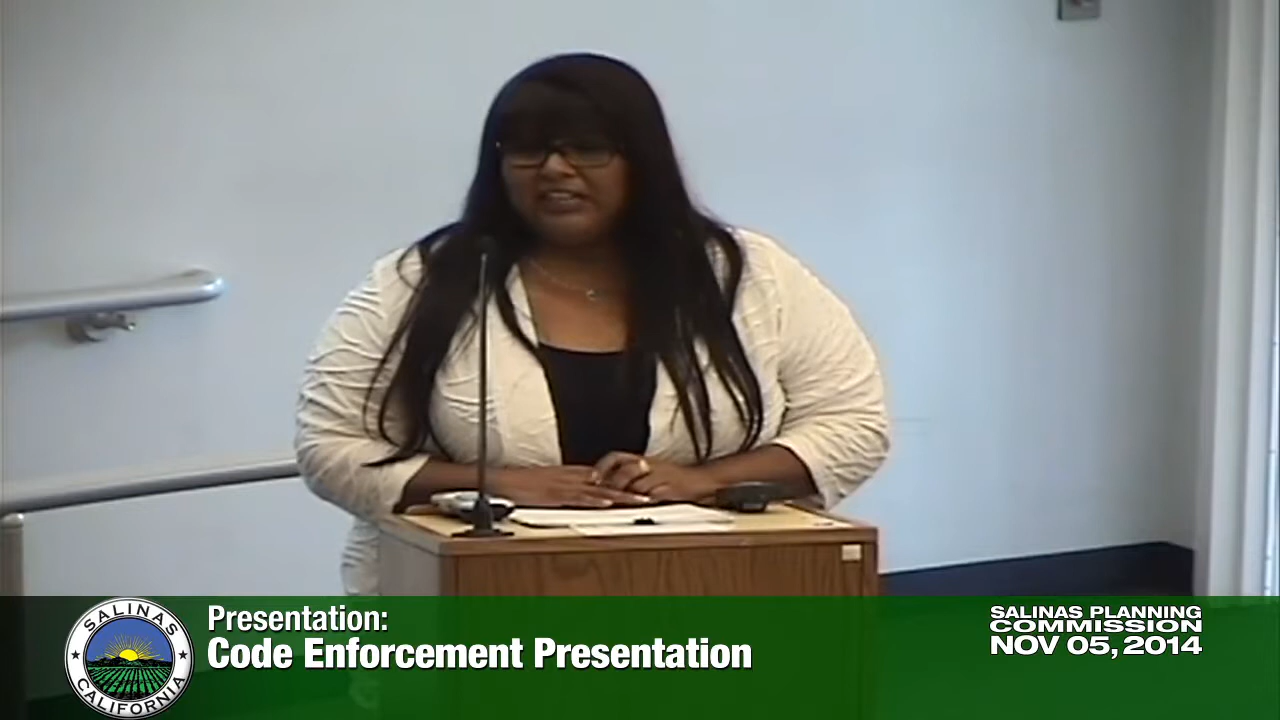 SALINAS
CALIFORNIA
Presentation:
Code Enforcement Presentation
SALINAS PLANNING
COMMISSION
NOV 05, 2014